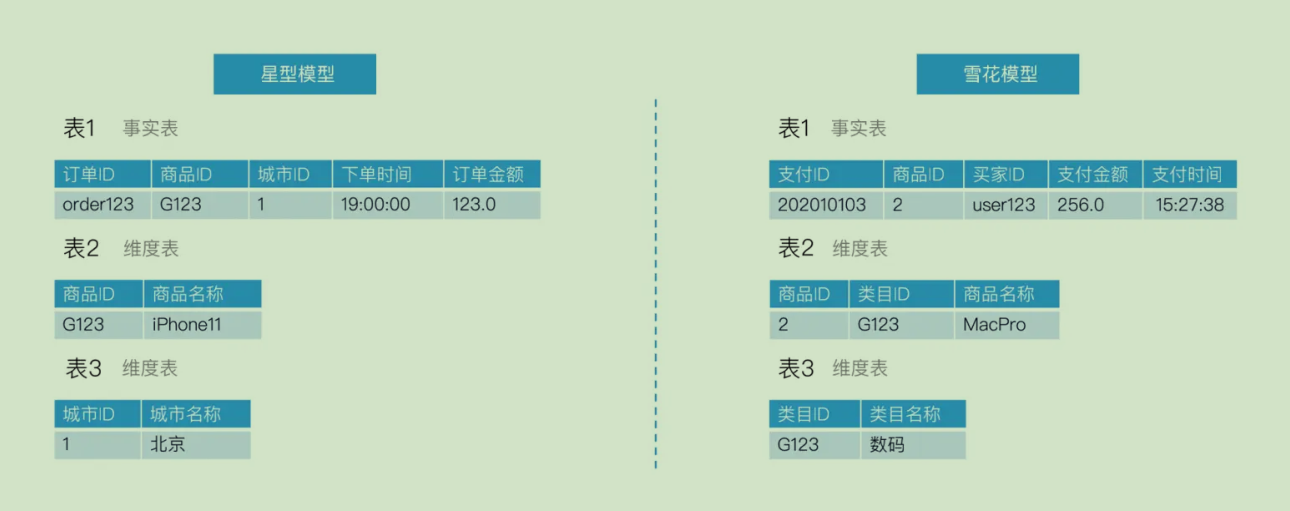 星型模型
表1 事实表
订单ID 商品ID 城市ID 下单时间 订单金额
order123 G123 1 19:00:00 123.0
表2 维度表
商品ID 商品名称
G123 iPhone11
表3 维度表
城市ID 城市名称
1 北京
雪花模型
表1 事实表
支付ID 商品ID 买家ID 支付金额 支付时间
202010103 2 user123 256.0 15:27:38
表2 维度表
商品ID 类目ID 商品名称
2 G123 MacPro
表3 维度表
类目ID 类目名称
G123 数码